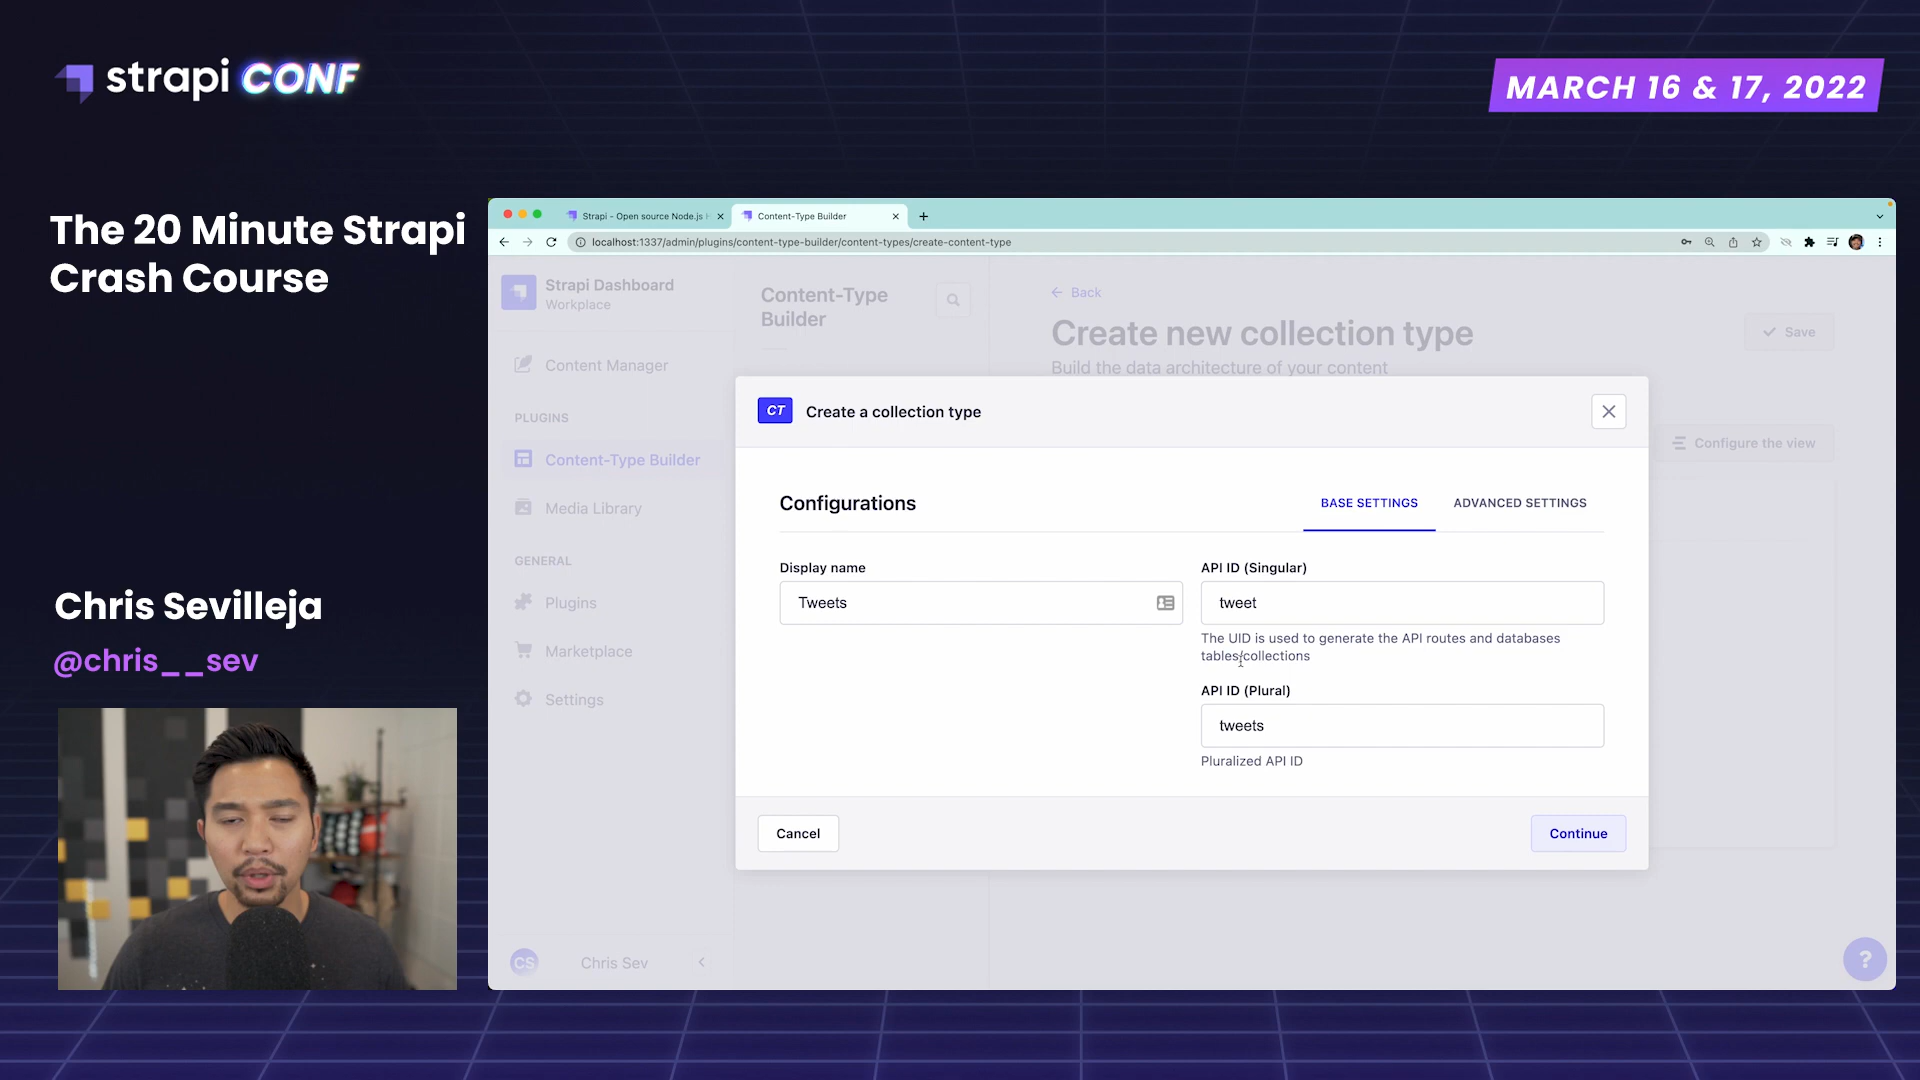 strapi CONF
MARCH 16 & 17, 2022
The 20 Minute Strapi
Crash Course
Chris Sevilleja
@chris__sev
Strapi - Open source Node.js
Content-Type Builder
localhost:1337/admin/plugins/content-type-builder/content-types/create-content-type
Strapi Dashboard
Workplace
Content Manager
PLUGINS
Content-Type Builder
Media Library
GENERAL
Plugins
Marketplace
Settings
CS
Chris Sev
Content-Type
Builder
Back
Create new collection type
Build the data architecture of your content
Save
Configure the view
CT
Create a collection type
Configurations
BASE SETTINGS
ADVANCED SETTINGS
Display name
Tweets
API ID (Singular)
tweet
The UID is used to generate the API routes and databases
tables/collections
API ID (Plural)
tweets
Pluralized API ID
Cancel
Continue
?